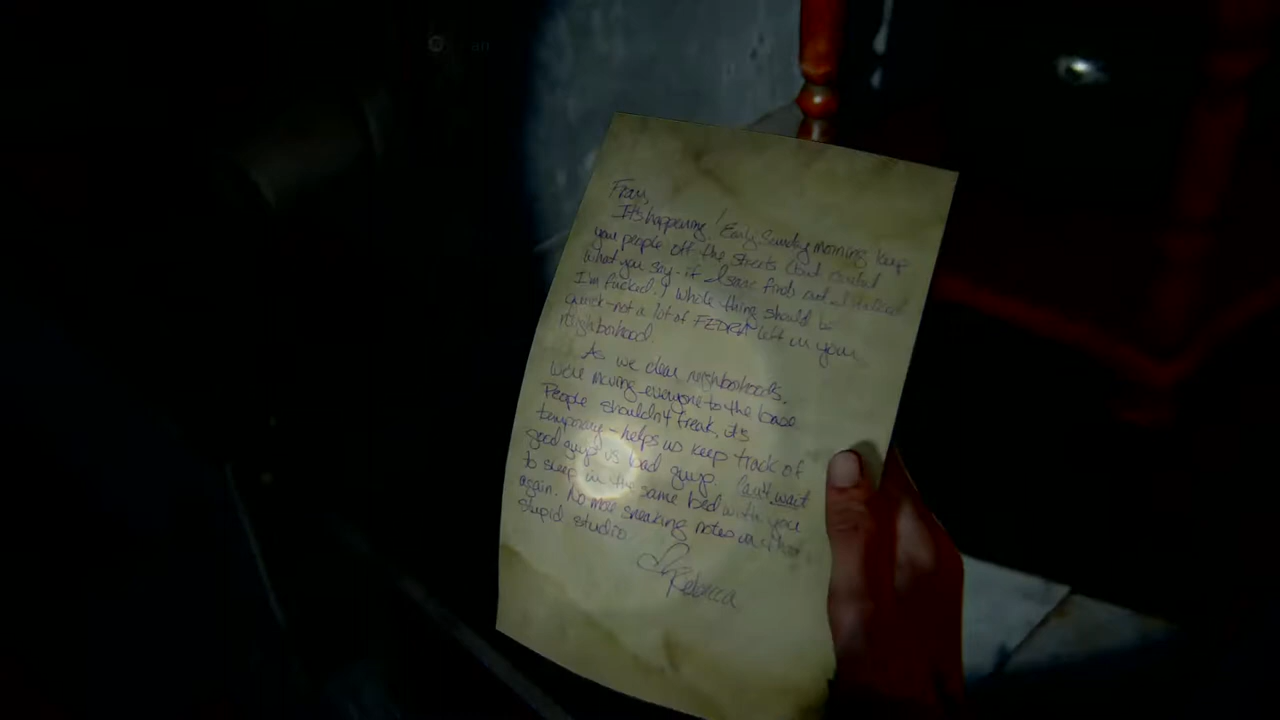 Fran,
It's happening! Early Sunday morning keep
your people off the streets (but careful
what you say - if Isaac finds out I
I'm fucked.) Whole thing should be
quick - not a lot of FEDRA left in your
neighborhood.
As we clear neighborhoods,
we're moving everyone to the base
People shouldn't freak, it's
temporary - helps us keep track of
good guys vs bad guys. Can't wait
to sleep in the same bed with you
again. No more sneaking notes in that
stupid studio.
Rebecca